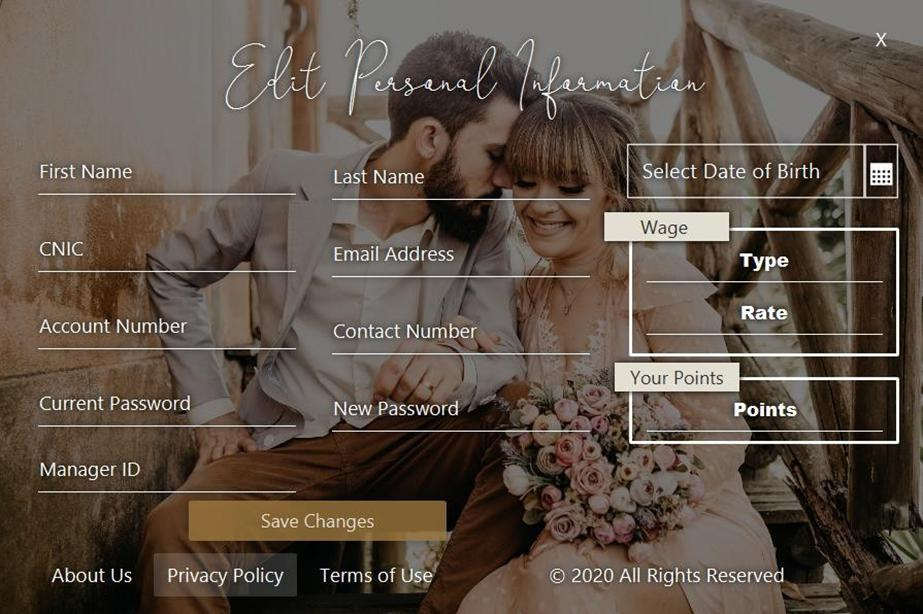 X
Edit Personal Information
First Name
Last Name
Select Date of Birth
Wage
CNIC
Email Address
Type
Rate
Account Number
Contact Number
Your Points
Current Password
New Password
Points
Manager ID
Save Changes
About Us
Privacy Policy
Terms of Use
© 2020 All Rights Reserved